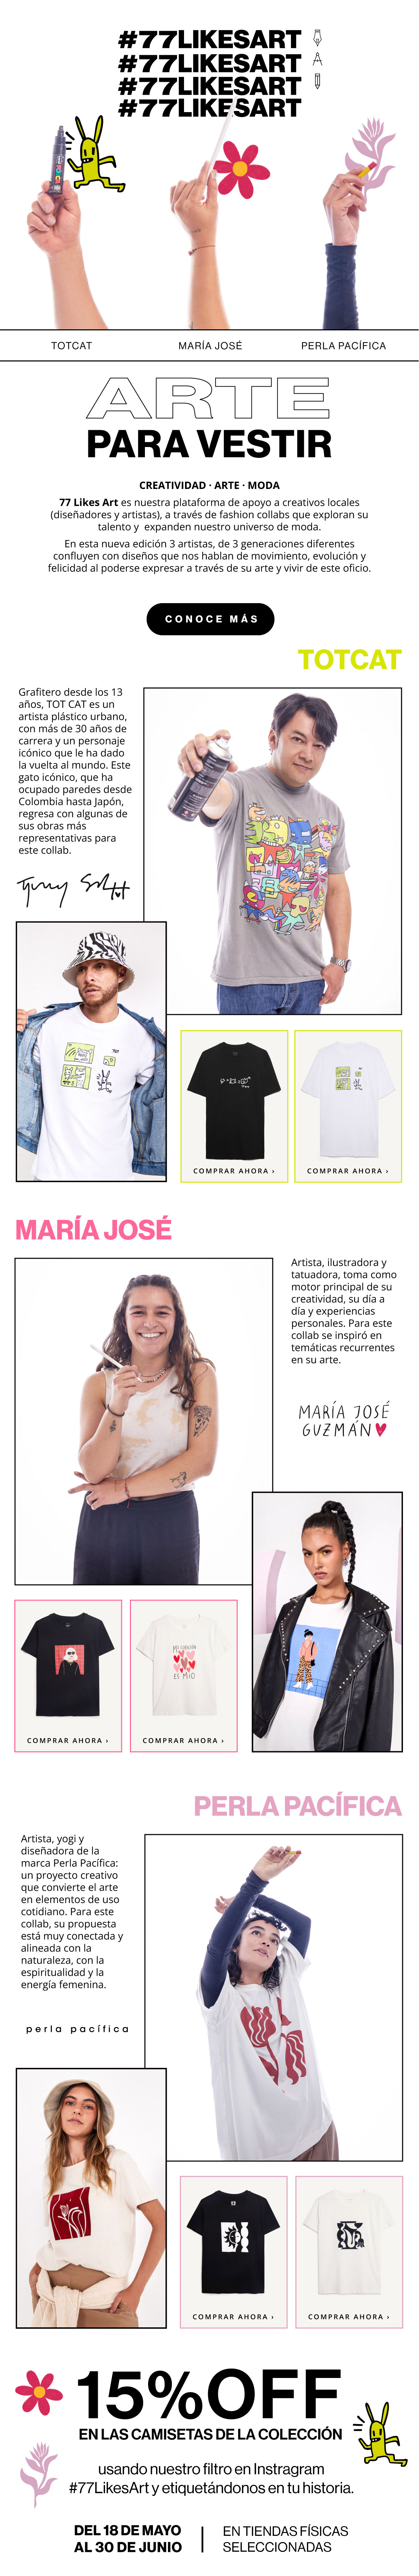 #77LIKESART
#77LIKESART
#77LIKESART
#77LIKESART
TOTCAT
MARÍA JOSÉ
PERLA PACÍFICA
ARTE
PARA VESTIR
CREATIVIDAD · ARTE · MODA
77 Likes Art es nuestra plataforma de apoyo a creativos locales
(diseñadores y artistas), a través de fashion collabs que exploran su
talento y expanden nuestro universo de moda.
En esta nueva edición 3 artistas, de 3 generaciones diferentes
confluyen con diseños que nos hablan de movimiento, evolución y
felicidad al poderse expresar a través de su arte y vivir de este oficio.
CONOCE MÁS
TOTCAT
Grafitero desde los 13
años, TOT CAT es un
artista plástico urbano,
con más de 30 años de
carrera y un personaje
icónico que le ha dado
la vuelta al mundo. Este
gato icónico, que ha
ocupado paredes desde
Colombia hasta Japón,
regresa con algunas de
sus obras más
representativas para
este collab.
COMPRAR AHORA ›
COMPRAR AHORA ›
MARÍA JOSÉ
Artista, ilustradora y
tatuadora, toma como
motor principal de su
creatividad, su día a
día y experiencias
personales. Para este
collab se inspiró en
temáticas recurrentes
en su arte.
MARÍA JOSÉ
GUZMÁN
MI CORAZÓN
ES MÍO
COMPRAR AHORA ›
COMPRAR AHORA ›
PERLA PACÍFICA
Artista, yogi y
diseñadora de la
marca Perla Pacífica:
un proyecto creativo
que convierte el arte
en elementos de uso
cotidiano. Para este
collab, su propuesta
está muy conectada y
alineada con la
naturaleza, con la
espiritualidad y la
energía femenina.
perla pacífica
COMPRAR AHORA ›
COMPRAR AHORA ›
15%OFF
EN LAS CAMISETAS DE LA COLECCIÓN
usando nuestro filtro en Instragram
#77LikesArt y etiquetándonos en tu historia.
DEL 18 DE MAYO
AL 30 DE JUNIO
EN TIENDAS FÍSICAS
SELECCIONADAS